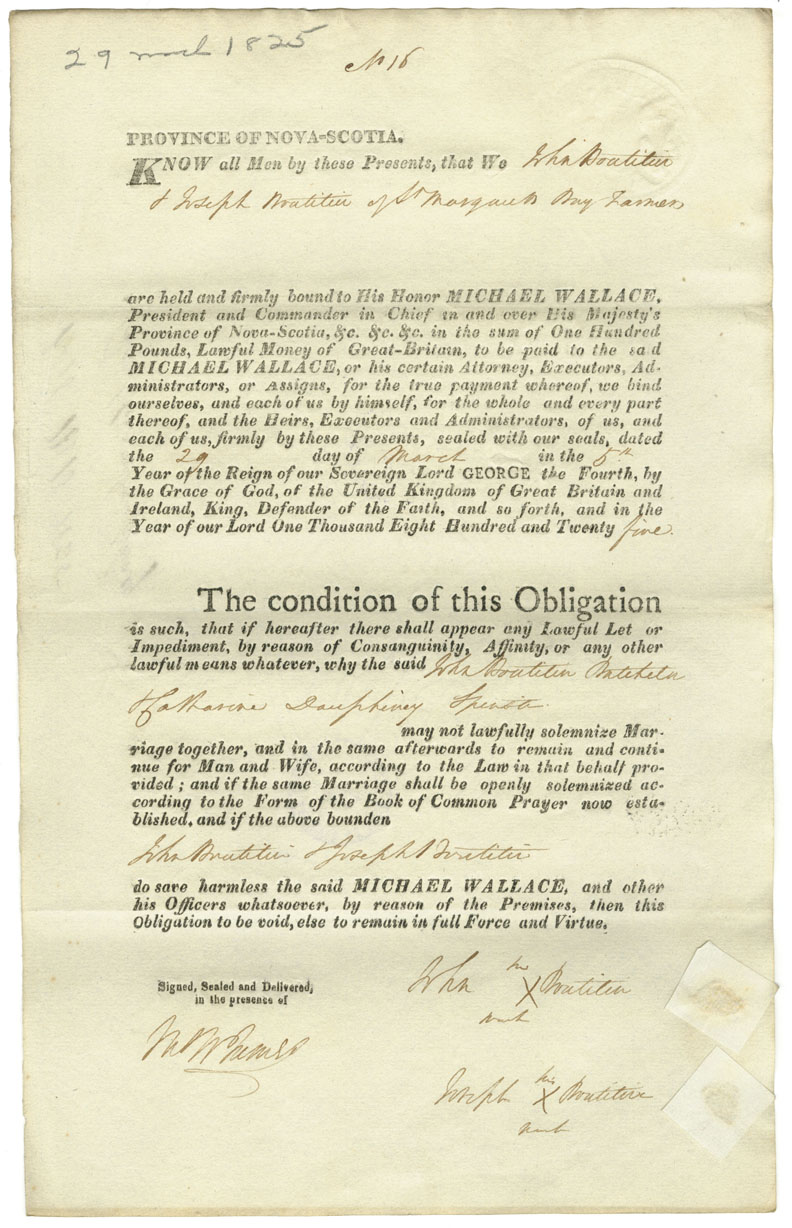 29 March 1825
No 16
PROVINCE OF NOVA-SCOTIA.
KNOW all Men by these Presents, that We John Boutilier
& Joseph Boutilier of St Margarets Bay Farmers
are held and firmly bound to His Honor MICHAEL WALLACE,
President and Commander in Chief in and over His Majesty's
Province of Nova-Scotia, &c. &c. &c. in the sum of One Hundred
Pounds, Lawful Money of Great-Britain, to be paid to the said
MICHAEL WALLACE, or his certain Attorney, Executors, Ad-
ministrators, or Assigns, for the true payment whereof, we bind
ourselves, and each of us by himself, for the whole and every part
thereof, and the Heirs, Executors and Administrators, of us, and
each of us, firmly by these Presents, sealed with our seals, dated
the 29 day of March in the 5th
Year of the Reign of our Sovereign Lord GEORGE the Fourth, by
the Grace of God, of the United Kingdom of Great Britain and
Ireland, King, Defender of the Faith, and so forth, and in the
Year of our Lord One Thousand Eight Hundred and Twenty five.
The condition of this Obligation
is such, that if hereafter there shall appear any Lawful Let or
Impediment, by reason of Consanguinity, Affinity, or any other
lawful means whatever, why the said John Boutilier Batchelor
& Catharine Dauphiney Spinster
may not lawfully solemnize Mar-
riage together, and in the same afterwards to remain and conti-
nue for Man and Wife, according to the Law in that behalf pro-
vided; and if the same Marriage shall be openly solemnized ac-
cording to the Form of the Book of Common Prayer now esta-
blished, and if the above bounden
John Boutilier & Joseph Boutilier
do save harmless the said MICHAEL WALLACE, and other
his Officers whatsoever, by reason of the Premises, then this
Obligation to be void, else to remain in full Force and Virtue.
Signed, Sealed and Delivered,
in the presence of
John his X Boutilier
mark
Joseph his X Boutilier
mark